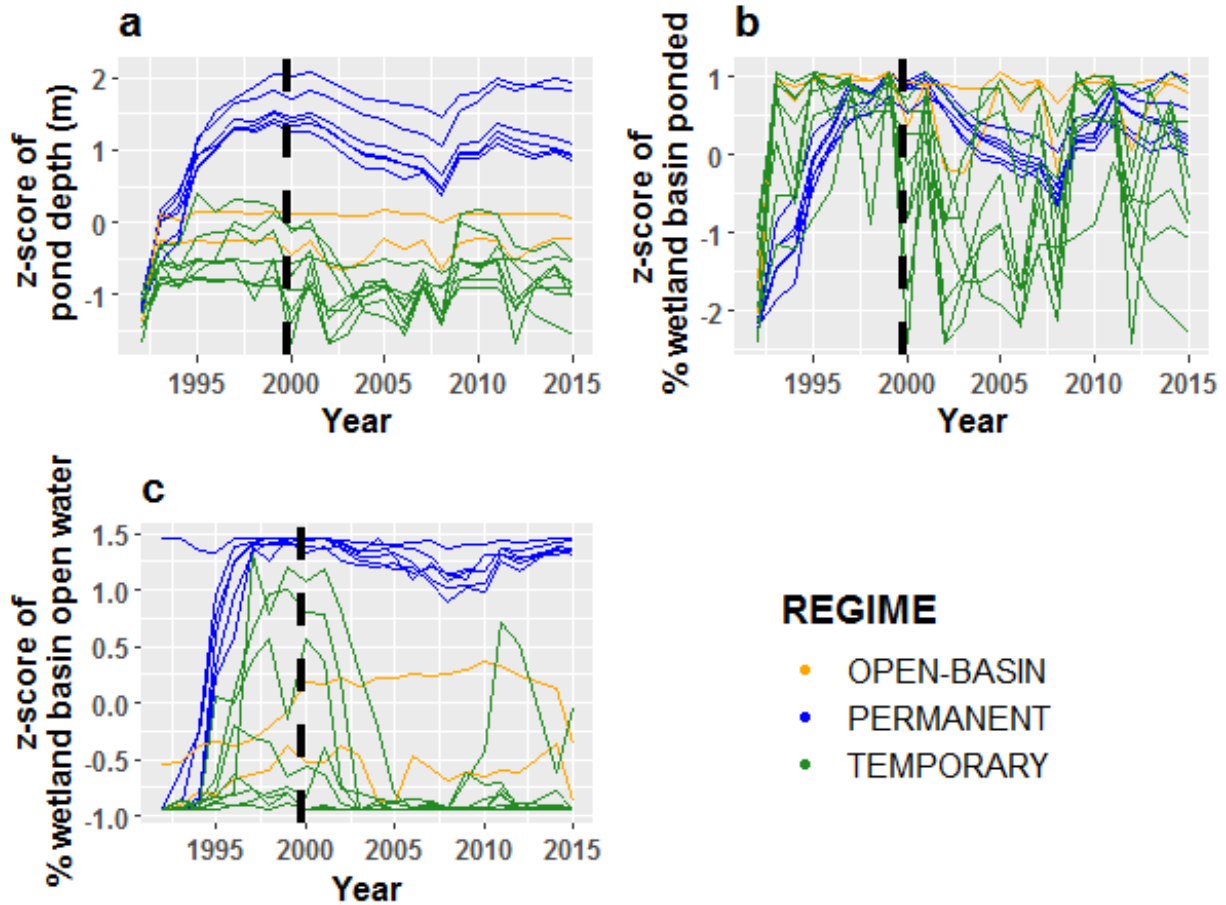 a
z-score of
pond depth (m)
2
1
0
-1
1995
2000
2005
2010
2015
Year
b
z-score of
% wetland basin ponded
1
0
-1
-2
1995
2000
2005
2010
2015
Year
c
z-score of
% wetland basin open water
1.5
1.0
0.5
0.0
-0.5
-1.0
1995
2000
2005
2010
2015
Year
REGIME
OPEN-BASIN
PERMANENT
TEMPORARY